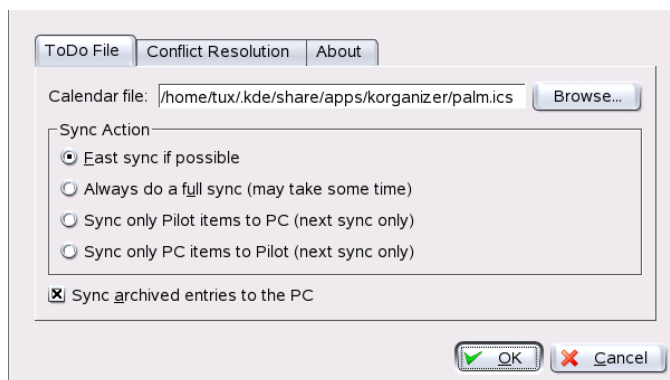 ToDo File Conflict Resolution About
Calendar file: /home/tux/.kde/share/apps/korganizer/palm.ics Browse...
Sync Action
Fast sync if possible
Always do a full sync (may take some time)
Sync only Pilot items to PC (next sync only)
Sync only PC items to Pilot (next sync only)
Sync archived entries to the PC
OK Cancel